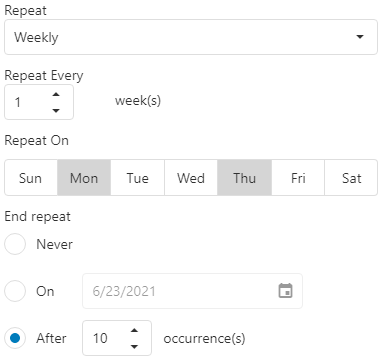 Repeat
Weekly
Repeat Every
1 week(s)
Repeat On
Sun Mon Tue Wed Thu Fri Sat
End repeat
Never
On 6/23/2021
After 10 occurrence(s)